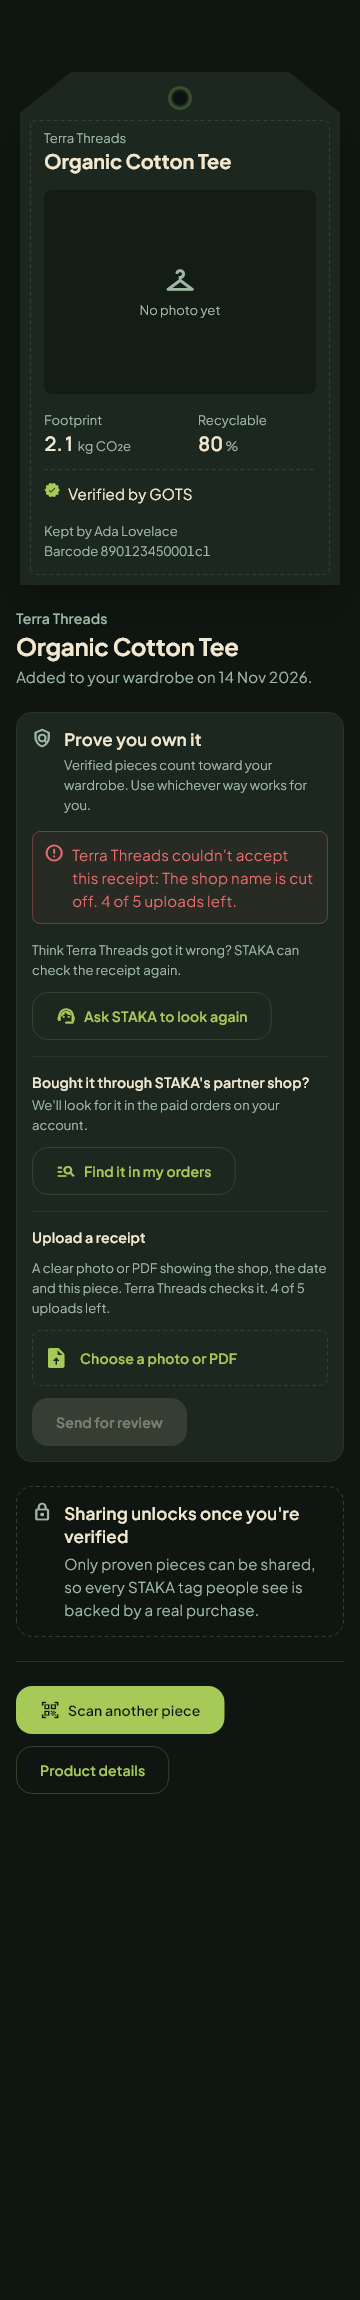 Terra Threads
Organic Cotton Tee
No photo yet
Footprint
Recyclable
2.1 kg CO₂e
80 %
Verified by GOTS
Kept by Ada Lovelace
Barcode 890123450001c1
Terra Threads
Organic Cotton Tee
Added to your wardrobe on 14 Nov 2026.
Prove you own it
Verified pieces count toward your
wardrobe. Use whichever way works for
you.
Terra Threads couldn't accept
this receipt: The shop name is cut
off. 4 of 5 uploads left.
Think Terra Threads got it wrong? STAKA can
check the receipt again.
Ask STAKA to look again
Bought it through STAKA's partner shop?
We'll look for it in the paid orders on your
account.
Find it in my orders
Upload a receipt
A clear photo or PDF showing the shop, the date
and this piece. Terra Threads checks it. 4 of 5
uploads left.
Choose a photo or PDF
Send for review
Sharing unlocks once you're
verified
Only proven pieces can be shared,
so every STAKA tag people see is
backed by a real purchase.
Scan another piece
Product details